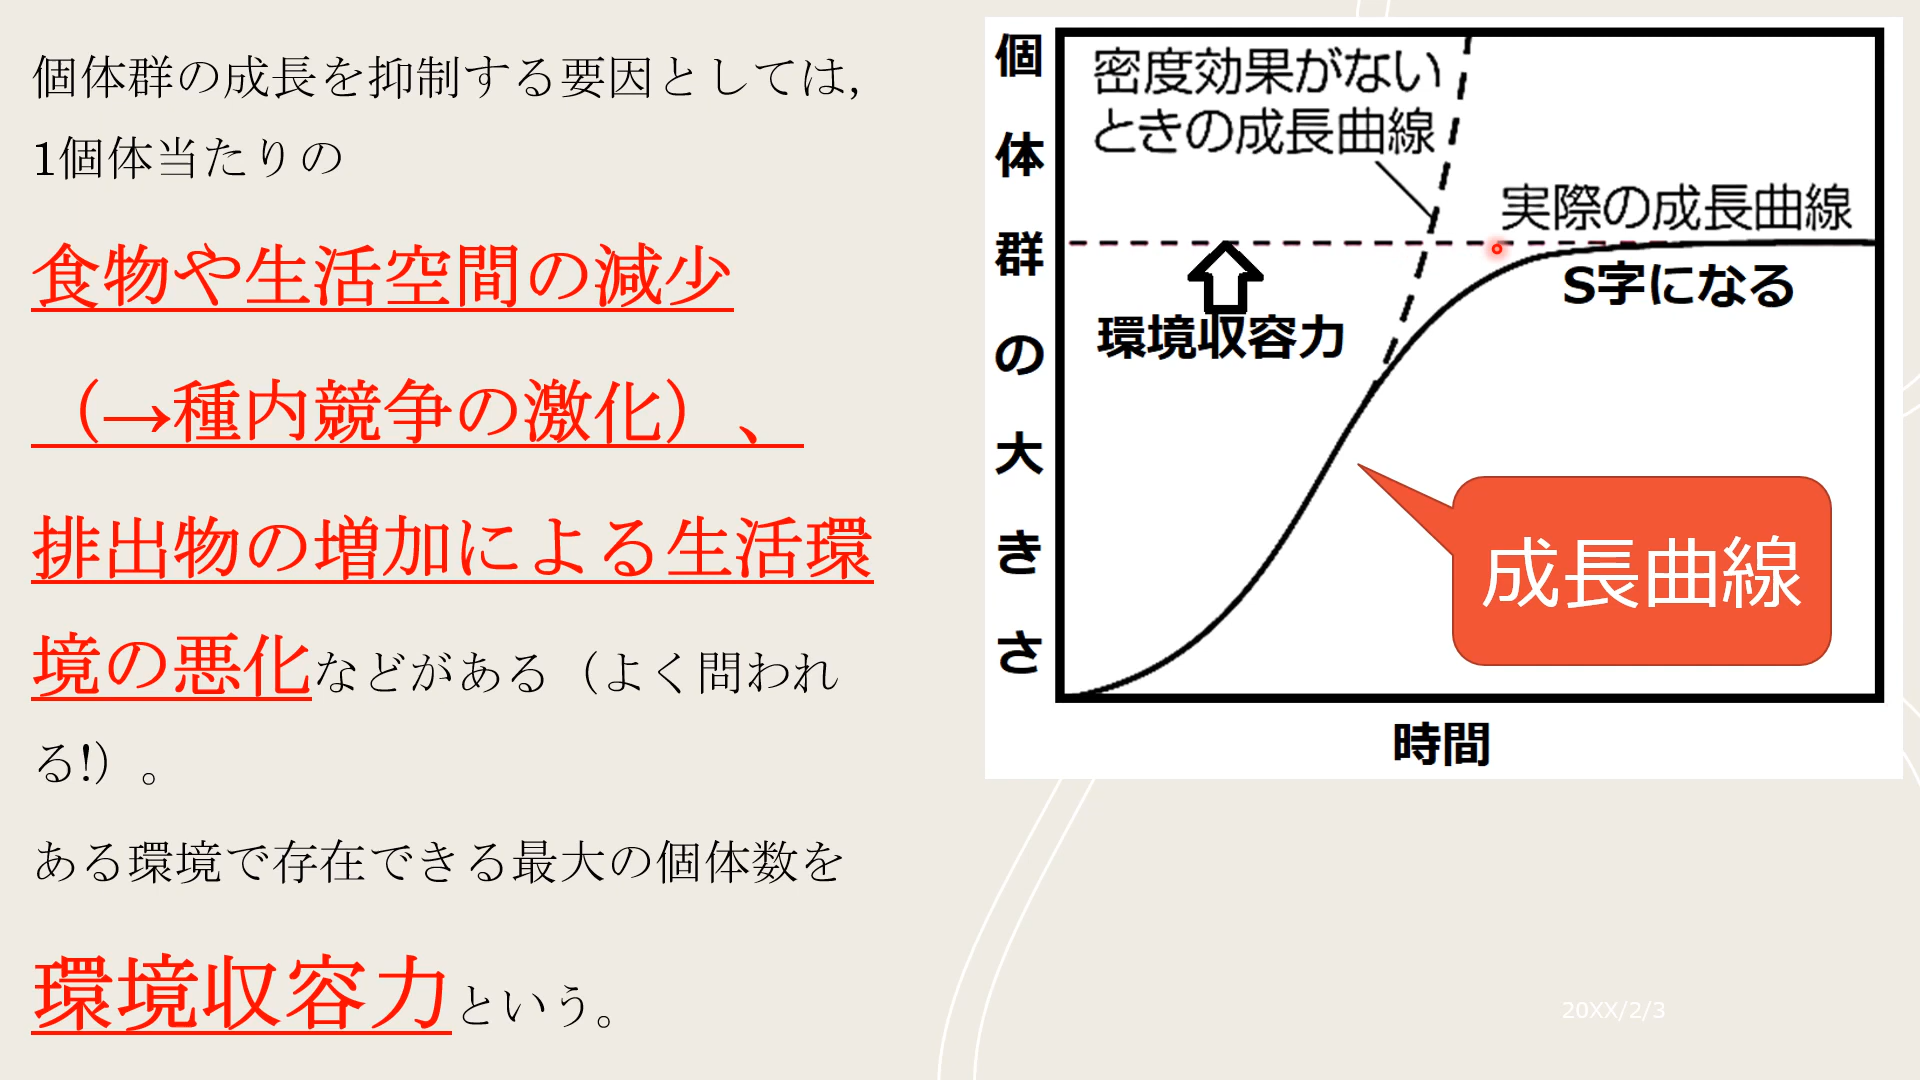 個体群の成長を抑制する要因としては,
1個体当たりの
食物や生活空間の減少
（→種内競争の激化）、
排出物の増加による生活環
境の悪化などがある（よく問われ
る!）。
ある環境で存在できる最大の個体数を
環境収容力という。
個体群の大きさ
密度効果がない
ときの成長曲線
実際の成長曲線
S字になる
環境収容力
成長曲線
時間
20XX/2/3